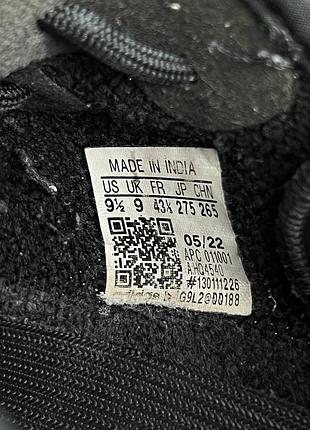 MADE IN INDIA
US UK FR JP CHN
9½ 9 43⅓ 275 265
05/22
APC 011001
AHQ4540
#130111226
G9L2@00188